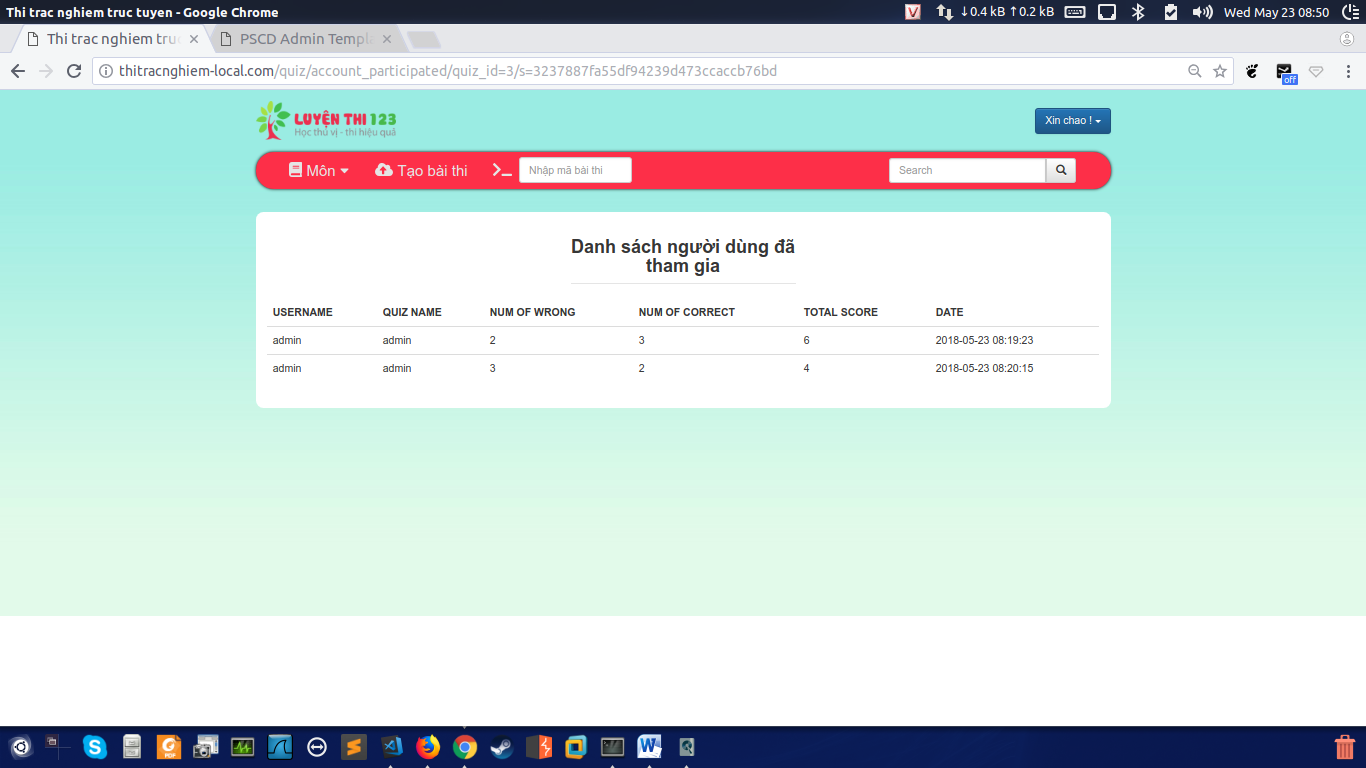 Thi trac nghiem truc tuyen - Google Chrome
↓0.4 kB ↑0.2 kB
Wed May 23 08:50
Thi trac nghiem truc
PSCD Admin Templa
thitracnghiem-local.com/quiz/account_participated/quiz_id=3/s=3237887fa55df94239d473ccaccb76bd
off
LUYỆN THI 123
Học thú vị - thi hiệu quả
Xin chao !
Môn
Tạo bài thi
Nhập mã bài thi
Search
Danh sách người dùng đã
tham gia
USERNAME QUIZ NAME NUM OF WRONG NUM OF CORRECT TOTAL SCORE DATE
admin admin 2 3 6 2018-05-23 08:19:23
admin admin 3 2 4 2018-05-23 08:20:15